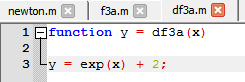 newton.m f3a.m df3a.m
1 function y = df3a(x)
2
3 y = exp(x) + 2;